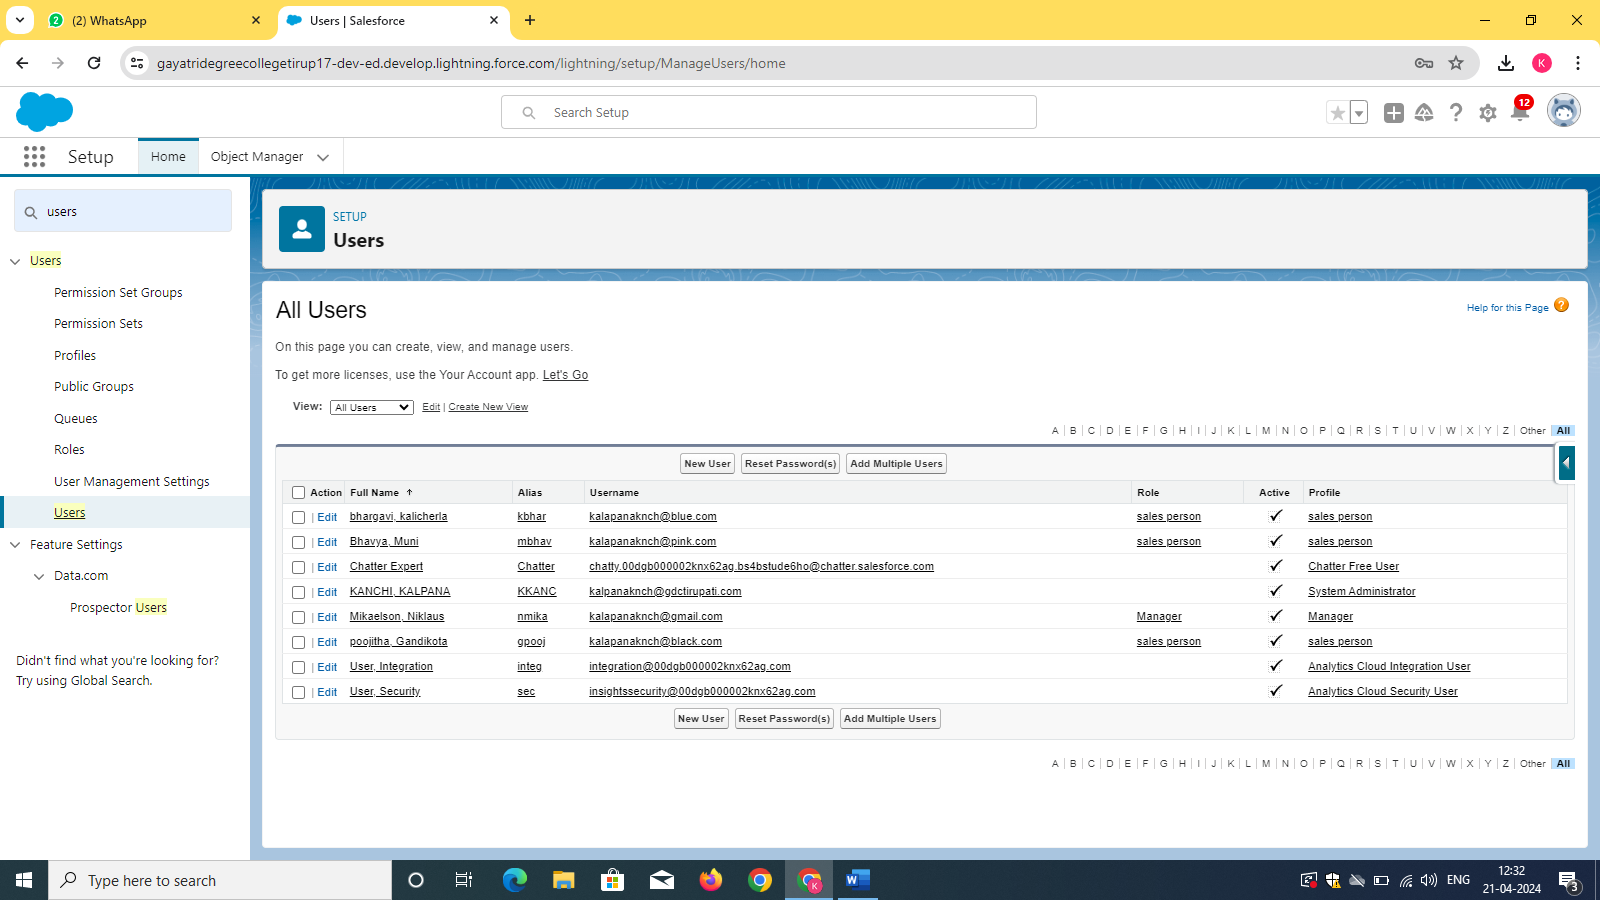 (2) WhatsApp
Users | Salesforce
gayatridegreecollegetirup17-dev-ed.develop.lightning.force.com/lightning/setup/ManageUsers/home
K
Search Setup
12
Setup
Home
Object Manager
users
Users
Permission Set Groups
Permission Sets
Profiles
Public Groups
Queues
Roles
User Management Settings
Users
Feature Settings
Data.com
Prospector Users
Didn't find what you're looking for?
Try using Global Search.
SETUP
Users
All Users
Help for this Page ?
On this page you can create, view, and manage users.
To get more licenses, use the Your Account app. Let's Go
View: All Users Edit | Create New View
A | B | C | D | E | F | G | H | I | J | K | L | M | N | O | P | Q | R | S | T | U | V | W | X | Y | Z | Other All
New User Reset Password(s) Add Multiple Users
Action Full Name ↑ Alias Username Role Active Profile
| Edit bhargavi, kalicherla kbhar kalapanaknch@blue.com sales person ✓ sales person
| Edit Bhavya, Muni mbhav kalapanaknch@pink.com sales person ✓ sales person
| Edit Chatter Expert Chatter chatty.00dgb000002knx62ag.bs4bstude6ho@chatter.salesforce.com ✓ Chatter Free User
| Edit KANCHI, KALPANA KKANC kalpanaknch@gdctirupati.com ✓ System Administrator
| Edit Mikaelson, Niklaus nmika kalapanaknch@gmail.com Manager ✓ Manager
| Edit poojitha, Gandikota gpooj kalapanaknch@black.com sales person ✓ sales person
| Edit User, Integration integ integration@00dgb000002knx62ag.com ✓ Analytics Cloud Integration User
| Edit User, Security sec insightssecurity@00dgb000002knx62ag.com ✓ Analytics Cloud Security User
New User Reset Password(s) Add Multiple Users
A | B | C | D | E | F | G | H | I | J | K | L | M | N | O | P | Q | R | S | T | U | V | W | X | Y | Z | Other All
Type here to search
ENG
12:32
21-04-2024
3